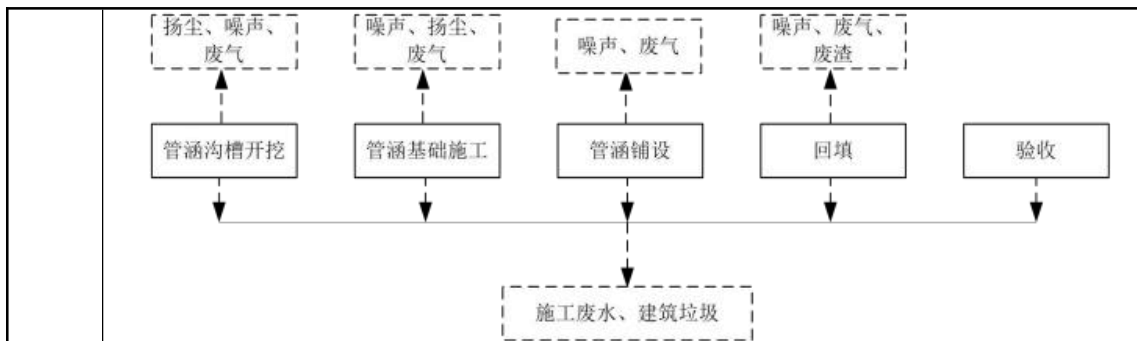 扬尘、噪声、
废气
噪声、扬尘、
废气
噪声、废气
噪声、废气、
废渣
管涵沟槽开挖
管涵基础施工
管涵铺设
回填
验收
施工废水、建筑垃圾